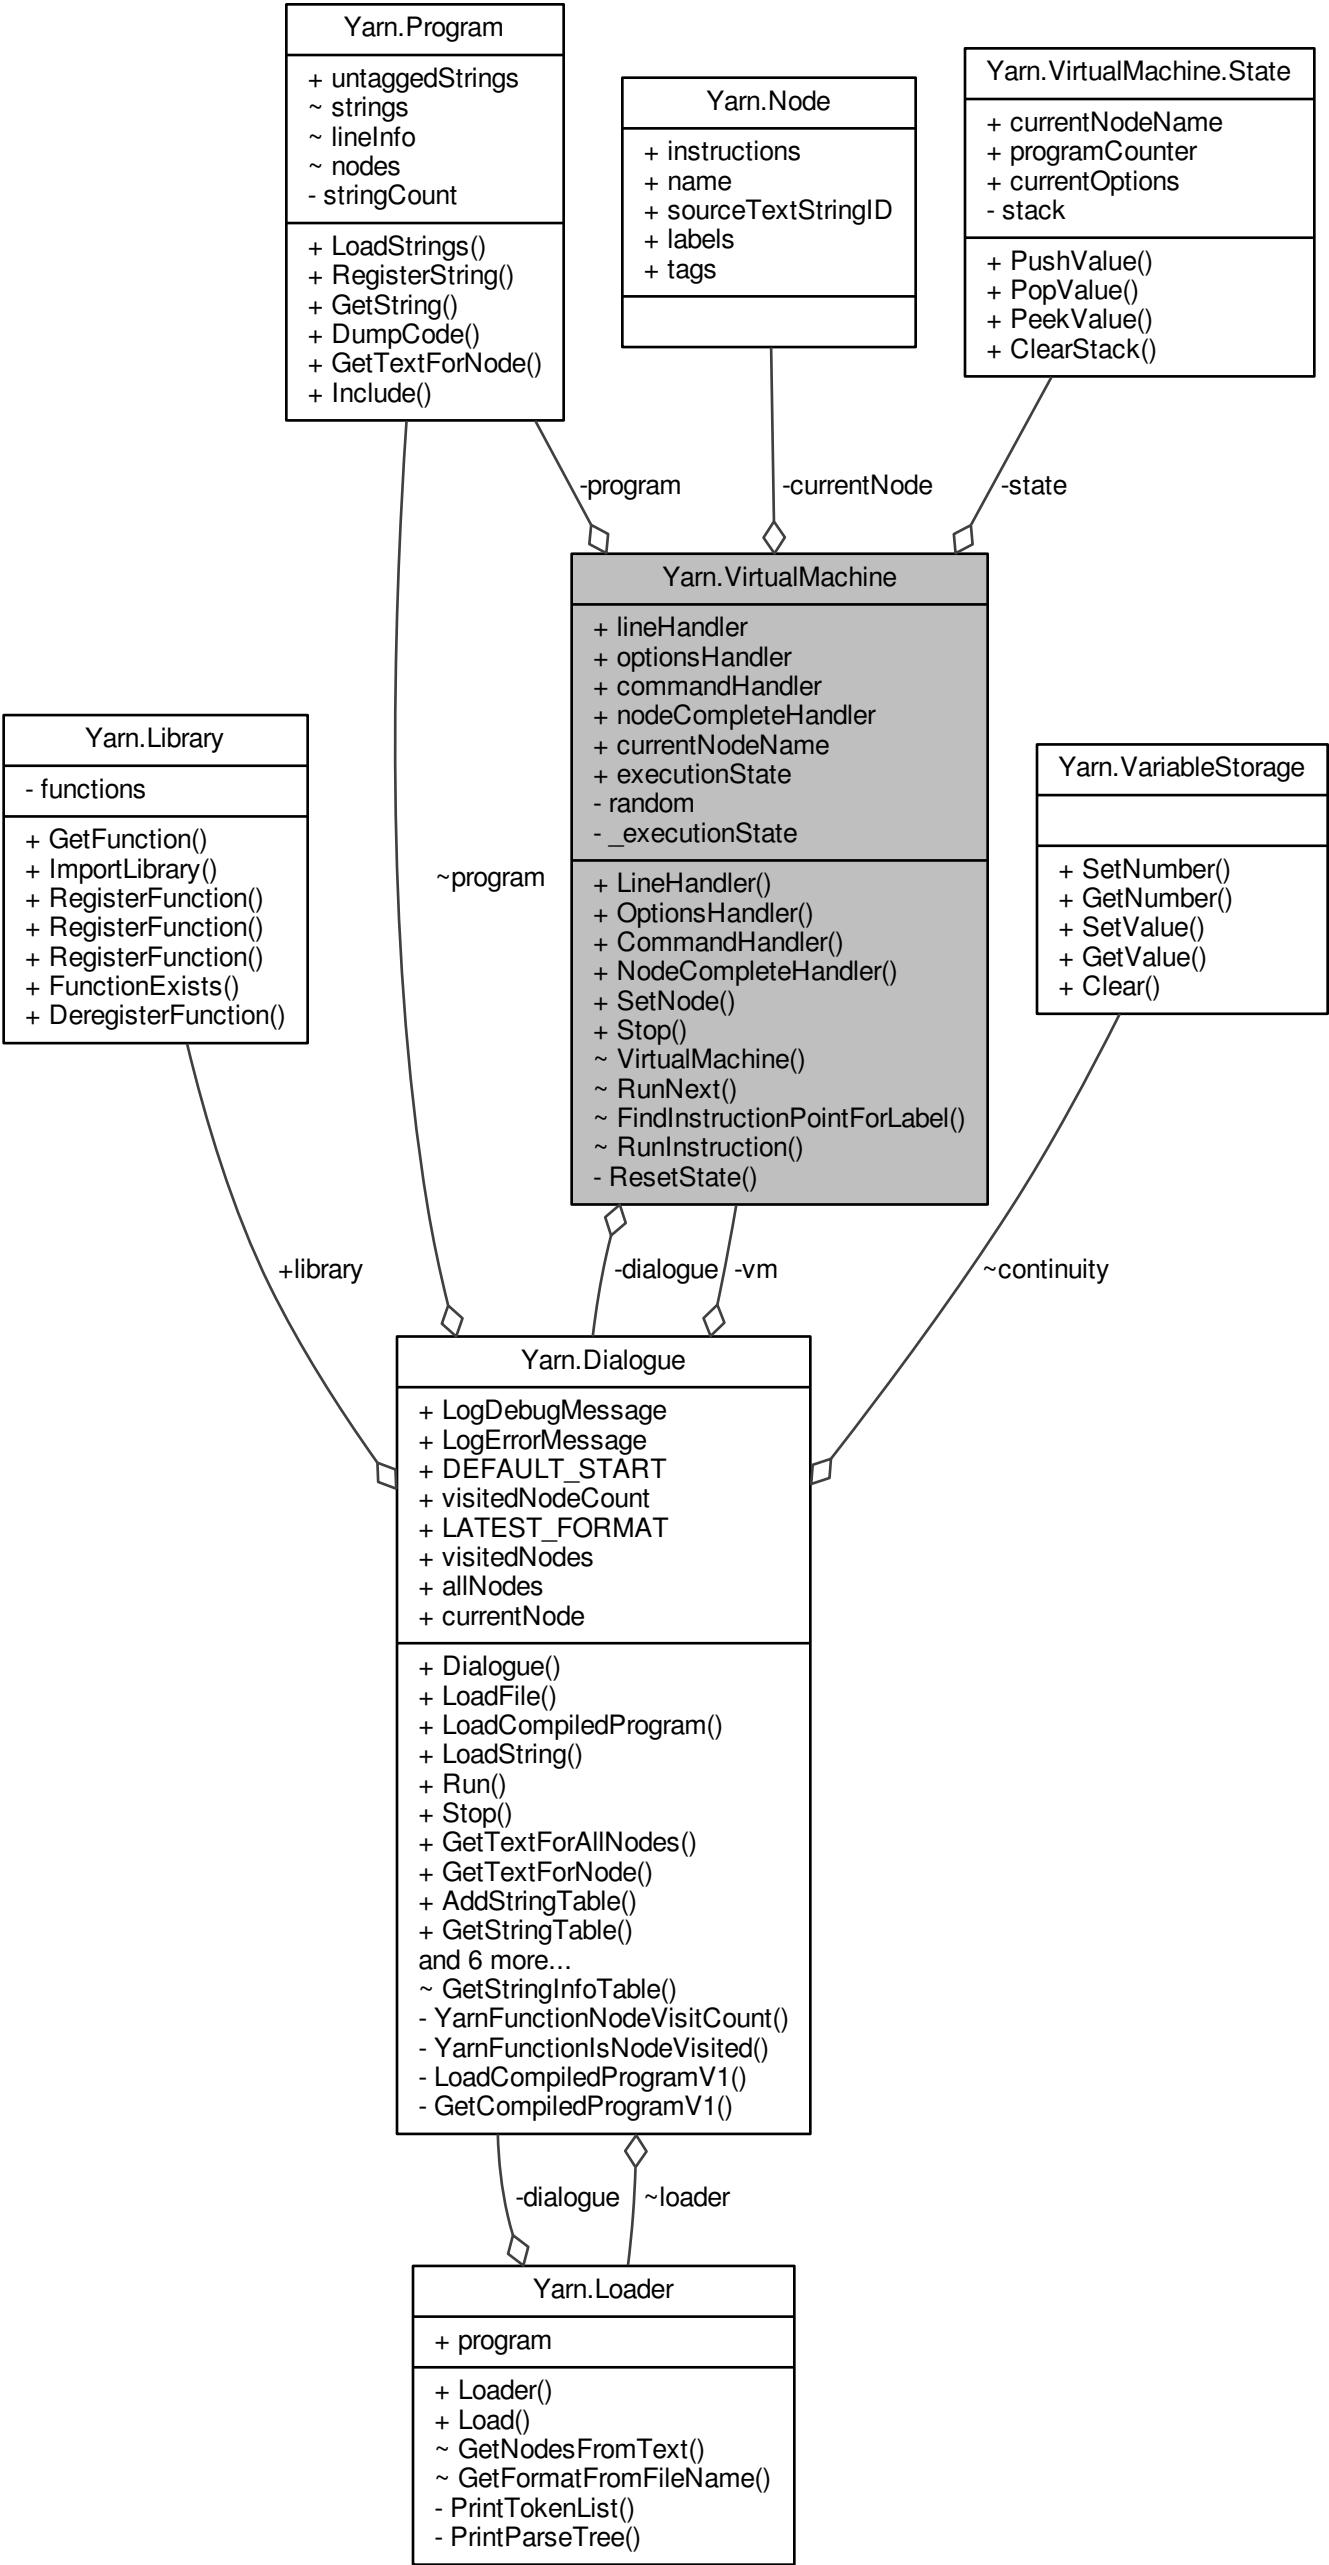 Yarn.Program
+ untaggedStrings
~ strings
~ lineInfo
~ nodes
- stringCount
+ LoadStrings()
+ RegisterString()
+ GetString()
+ DumpCode()
+ GetTextForNode()
+ Include()
Yarn.Node
+ instructions
+ name
+ sourceTextStringID
+ labels
+ tags
Yarn.VirtualMachine.State
+ currentNodeName
+ programCounter
+ currentOptions
- stack
+ PushValue()
+ PopValue()
+ PeekValue()
+ ClearStack()
-program
-currentNode
-state
Yarn.VirtualMachine
+ lineHandler
+ optionsHandler
+ commandHandler
+ nodeCompleteHandler
+ currentNodeName
+ executionState
- random
- _executionState
+ LineHandler()
+ OptionsHandler()
+ CommandHandler()
+ NodeCompleteHandler()
+ SetNode()
+ Stop()
~ VirtualMachine()
~ RunNext()
~ FindInstructionPointForLabel()
~ RunInstruction()
- ResetState()
Yarn.Library
- functions
+ GetFunction()
+ ImportLibrary()
+ RegisterFunction()
+ RegisterFunction()
+ RegisterFunction()
+ FunctionExists()
+ DeregisterFunction()
~program
Yarn.VariableStorage
+ SetNumber()
+ GetNumber()
+ SetValue()
+ GetValue()
+ Clear()
+library
-dialogue
-vm
~continuity
Yarn.Dialogue
+ LogDebugMessage
+ LogErrorMessage
+ DEFAULT_START
+ visitedNodeCount
+ LATEST_FORMAT
+ visitedNodes
+ allNodes
+ currentNode
+ Dialogue()
+ LoadFile()
+ LoadCompiledProgram()
+ LoadString()
+ Run()
+ Stop()
+ GetTextForAllNodes()
+ GetTextForNode()
+ AddStringTable()
+ GetStringTable()
and 6 more...
~ GetStringInfoTable()
- YarnFunctionNodeVisitCount()
- YarnFunctionIsNodeVisited()
- LoadCompiledProgramV1()
- GetCompiledProgramV1()
-dialogue
~loader
Yarn.Loader
+ program
+ Loader()
+ Load()
~ GetNodesFromText()
~ GetFormatFromFileName()
- PrintTokenList()
- PrintParseTree()